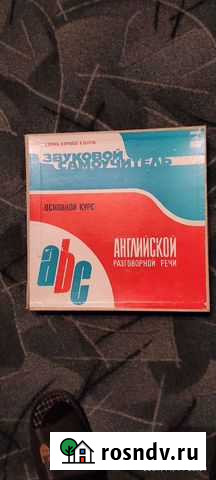 ЗВУКОВОЙ
САМОУЧИТЕЛЬ
ОСНОВНОЙ КУРС
АНГЛИЙСКОЙ
РАЗГОВОРНОЙ РЕЧИ
abc
rosndv.ru